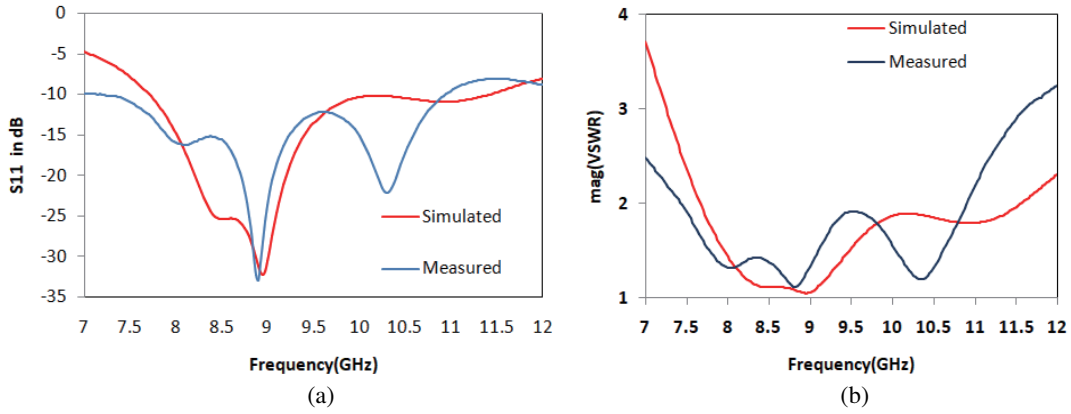 0
-5
-10
-15
-20
-25
-30
-35
S11 in dB
Simulated
Measured
7 7.5 8 8.5 9 9.5 10 10.5 11 11.5 12
Frequency(GHz)
(a)
4
3
2
1
mag(VSWR)
Simulated
Measured
7 7.5 8 8.5 9 9.5 10 10.5 11 11.5 12
Frequency(GHz)
(b)